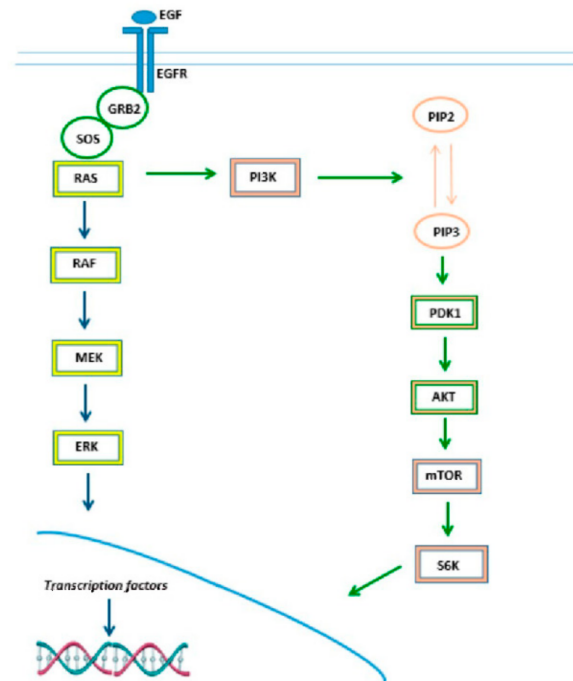 EGF
EGFR
GRB2
SOS
RAS
PI3K
PIP2
PIP3
RAF
PDK1
MEK
AKT
ERK
mTOR
S6K
Transcription factors